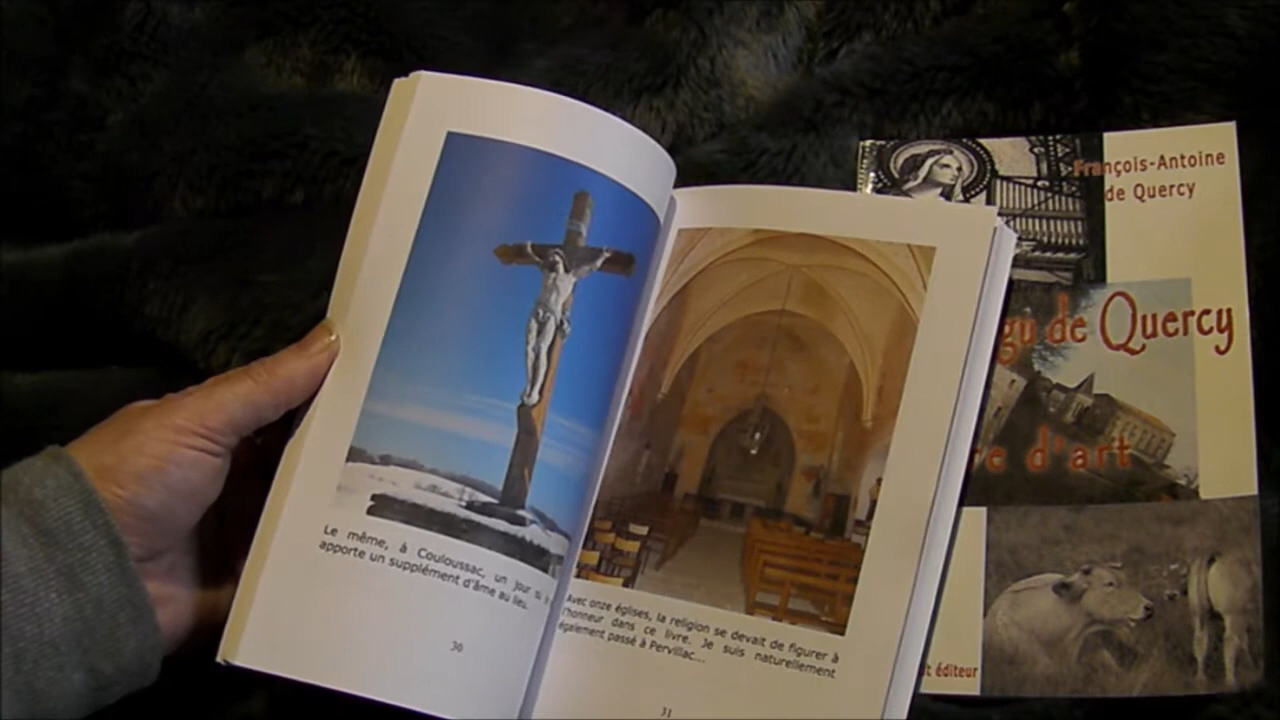 Le même, à Couloussac, un jour où
apporte un supplément d'âme au lieu.
30
Avec onze églises, la religion se devait de figurer à
l'honneur dans ce livre. Je suis naturellement
également passé à Pervillac...
31
François-Antoine
de Quercy
gu de Quercy
d'art
éditeur